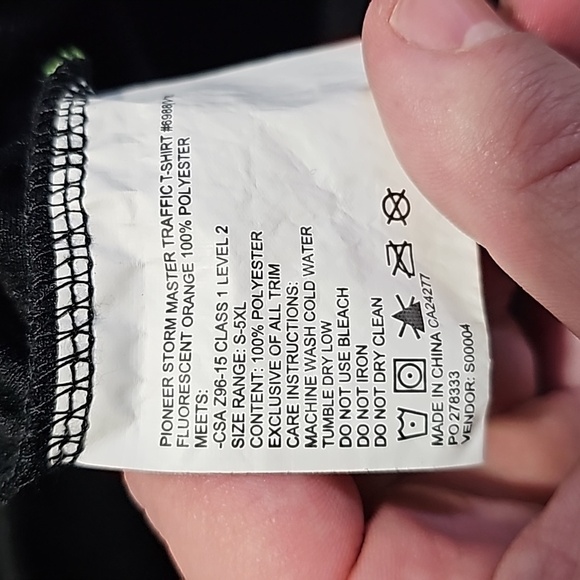 PIONEER STORM MASTER TRAFFIC T-SHIRT
FLUORESCENT ORANGE 100% POLYESTER
MEETS:
-CSA Z96-15 CLASS 1 LEVEL 2
SIZE RANGE: S-5XL
CONTENT: 100% POLYESTER
EXCLUSIVE OF ALL TRIM
CARE INSTRUCTIONS:
MACHINE WASH COLD WATER
TUMBLE DRY LOW
DO NOT USE BLEACH
DO NOT IRON
DO NOT DRY CLEAN
MADE IN CHINA CA24277
PO 278333
VENDOR: S00004